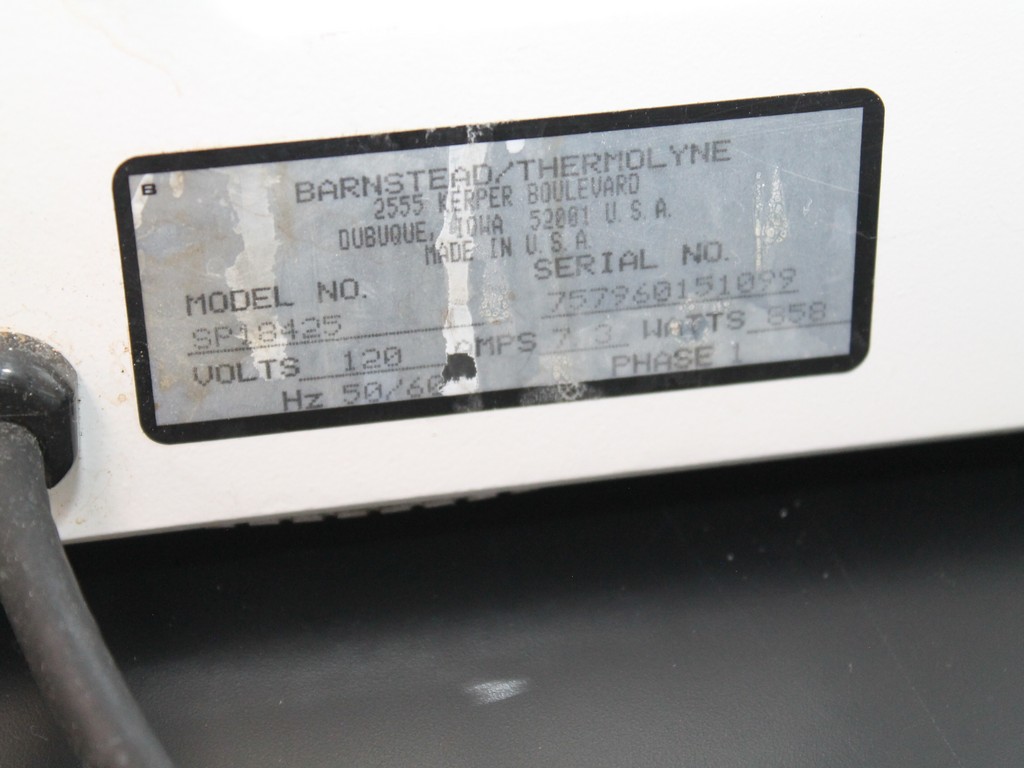 B
BARNSTEAD/THERMOLYNE
2555 KERPER BOULEVARD
DUBUQUE, IOWA 52001 U.S.A.
MADE IN U.S.A.
MODEL NO. SERIAL NO.
SP18425 757960151099
VOLTS 120 AMPS 7.3 WATTS 858
Hz 50/60 PHASE 1